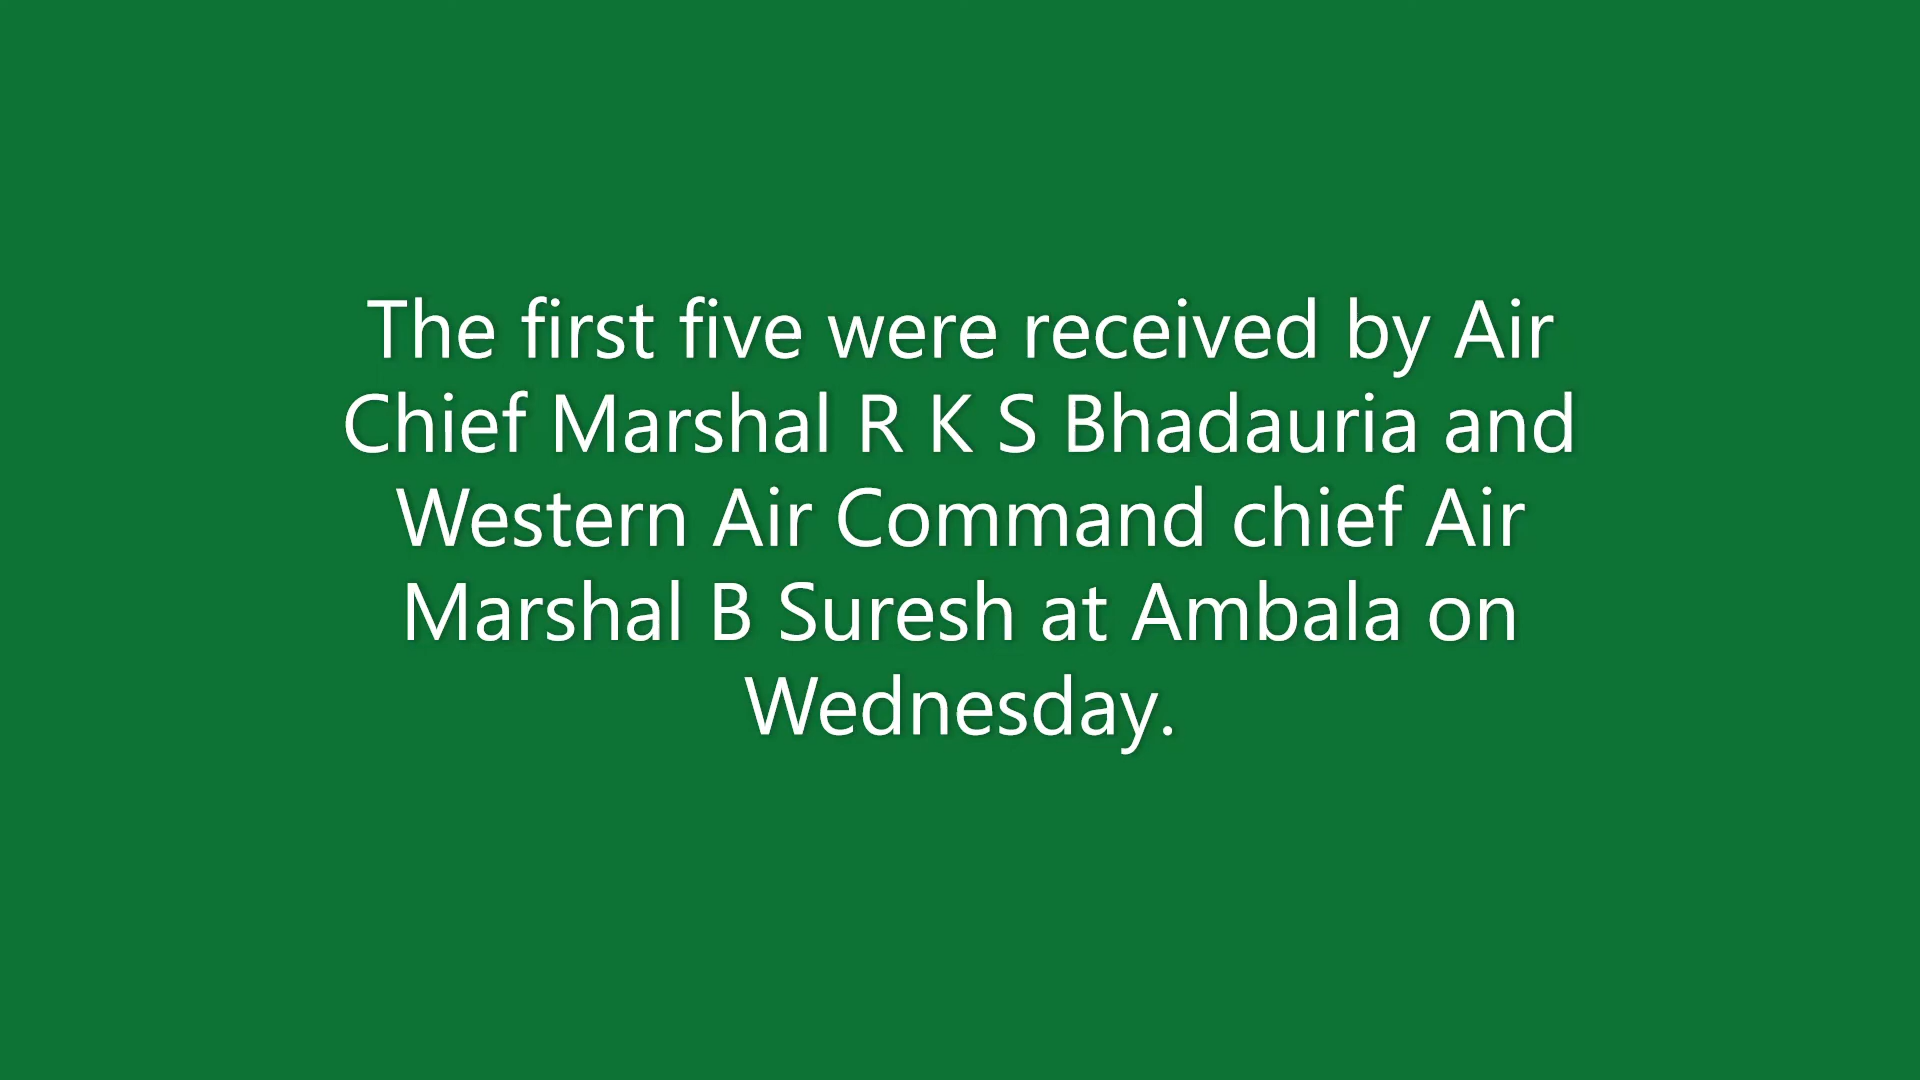 The first five were received by Air
Chief Marshal R K S Bhadauria and
Western Air Command chief Air
Marshal B Suresh at Ambala on
Wednesday.